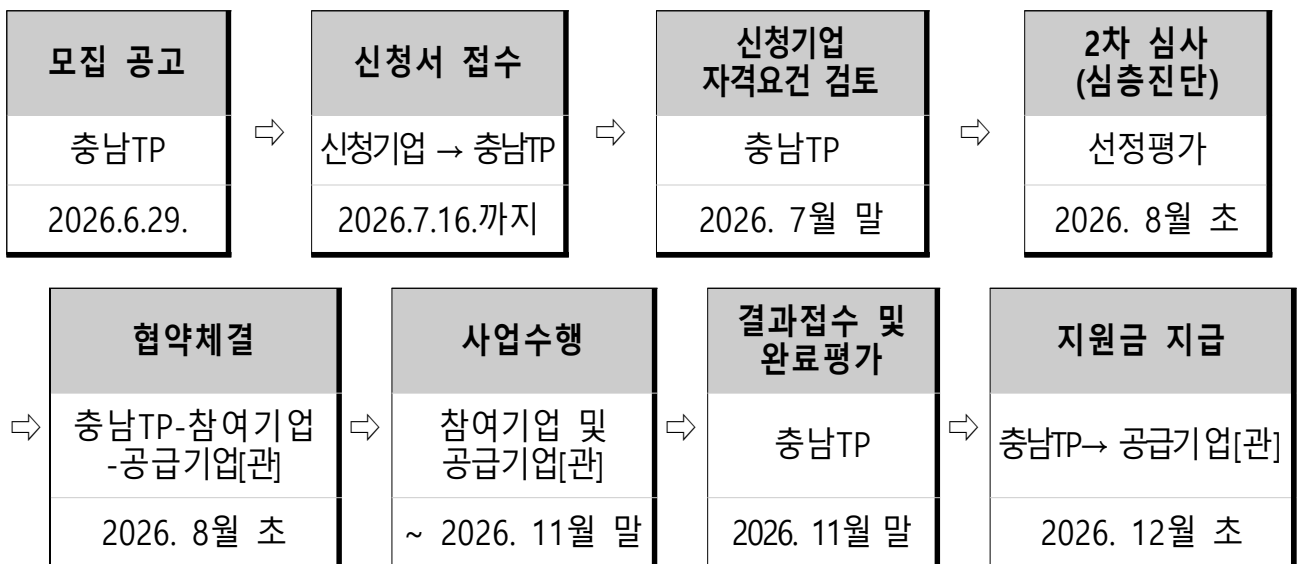 모집 공고
충남TP
2026.6.29.
⇨
신청서 접수
신청기업 → 충남TP
2026.7.16.까지
⇨
신청기업
자격요건 검토
충남TP
2026. 7월 말
⇨
2차 심사
(심층진단)
선정평가
2026. 8월 초
⇨
협약체결
충남TP-참여기업
-공급기업[관]
2026. 8월 초
⇨
사업수행
참여기업 및
공급기업[관]
~ 2026. 11월 말
⇨
결과접수 및
완료평가
충남TP
2026. 11월 말
⇨
지원금 지급
충남TP→ 공급기업[관]
2026. 12월 초